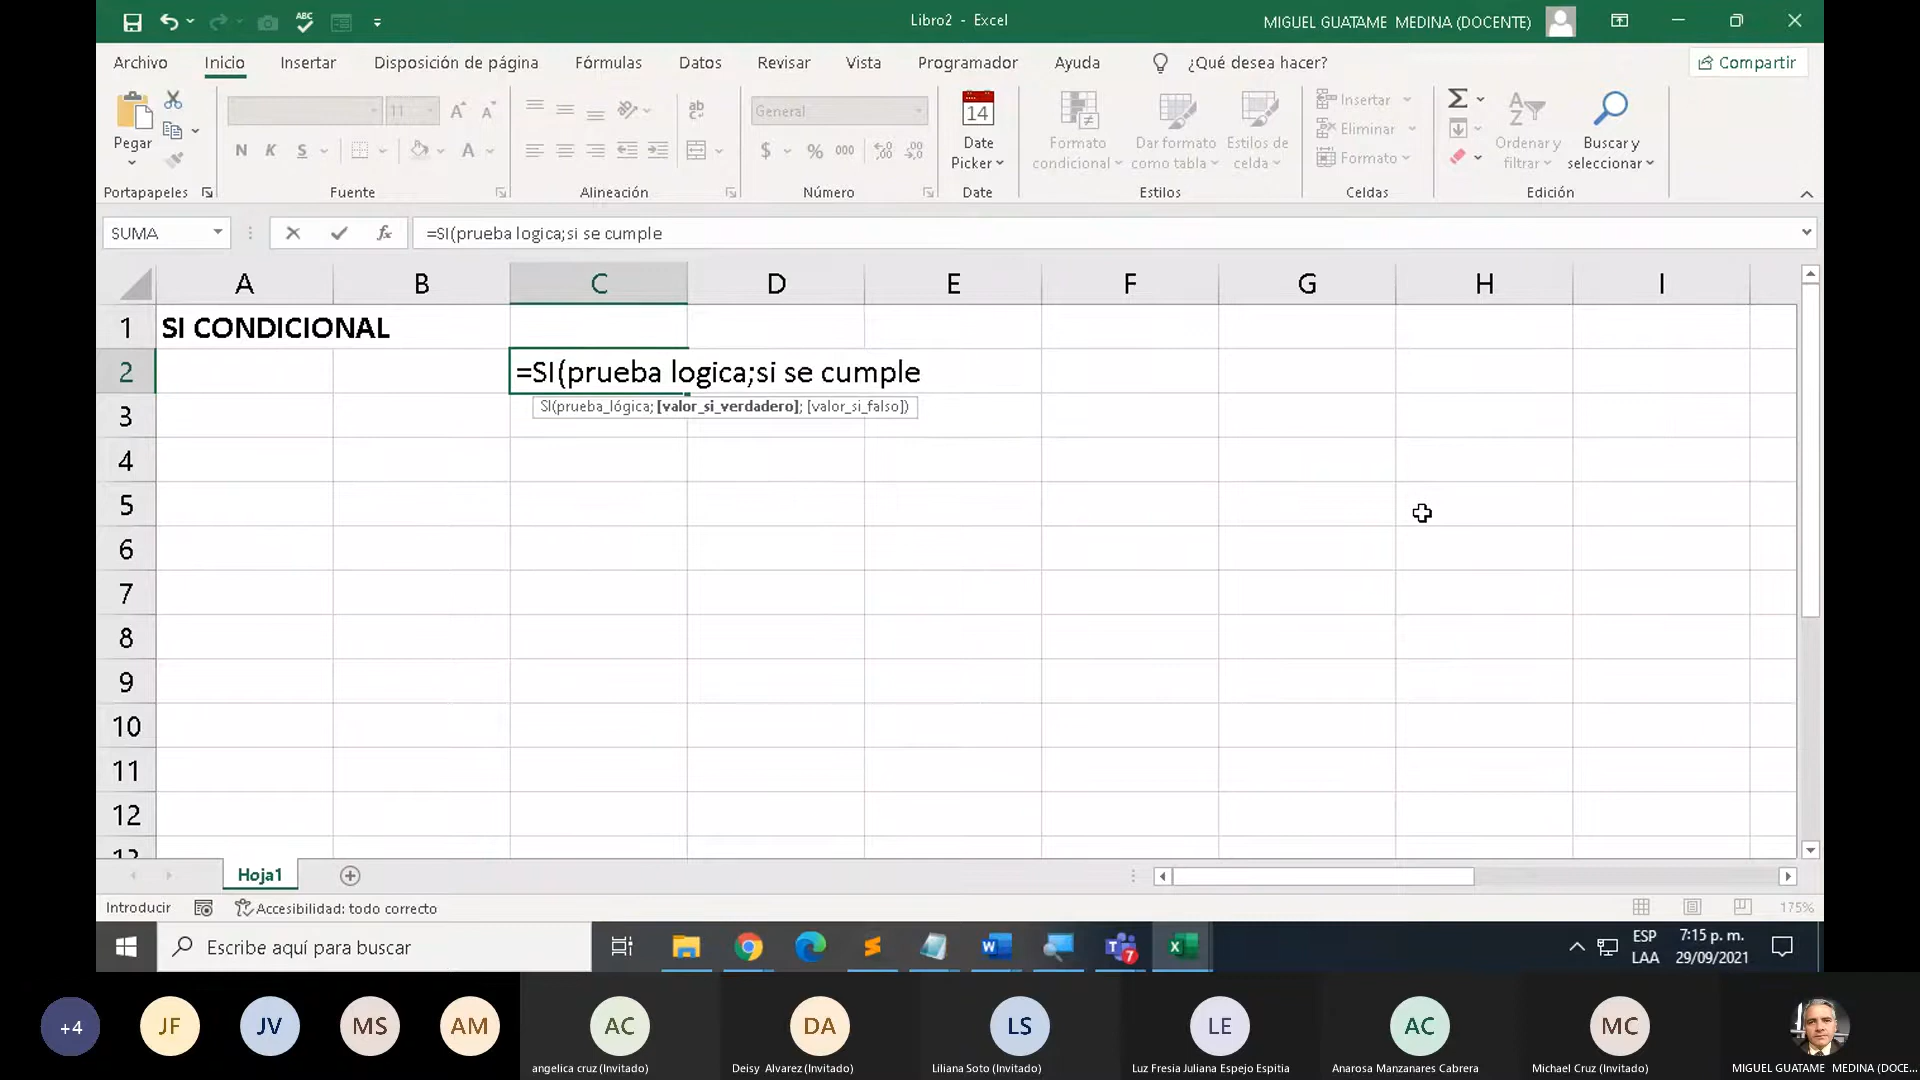 ABC
Libro2 - Excel
MIGUEL GUATAME MEDINA (DOCENTE)
Archivo Inicio Insertar Disposición de página Fórmulas Datos Revisar Vista Programador Ayuda ¿Qué desea hacer? Compartir
Pegar
Portapapeles
11
N K S
Fuente
Alineación
General
$ % 000
Número
14
Date
Picker
Date
Formato
condicional
Dar formato
como tabla
Estilos de
celda
Estilos
Insertar
Eliminar
Formato
Celdas
Ordenar y
filtrar
Buscar y
seleccionar
Edición
SUMA
fx
=SI(prueba logica;si se cumple
A B C D E F G H I
1 SI CONDICIONAL
2 =SI(prueba logica;si se cumple
SI(prueba_lógica; [valor_si_verdadero]; [valor_si_falso])
3
4
5
6
7
8
9
10
11
12
13
Hoja1
Introducir
Accesibilidad: todo correcto
175%
Escribe aquí para buscar
7
ESP
LAA
7:15 p. m.
29/09/2021
+4 JF JV MS AM AC DA LS LE AC MC
angelica cruz (Invitado)
Deisy Alvarez (Invitado)
Liliana Soto (Invitado)
Luz Fresia Juliana Espejo Espitia
Anarosa Manzanares Cabrera
Michael Cruz (Invitado)
MIGUEL GUATAME MEDINA (DOCE...